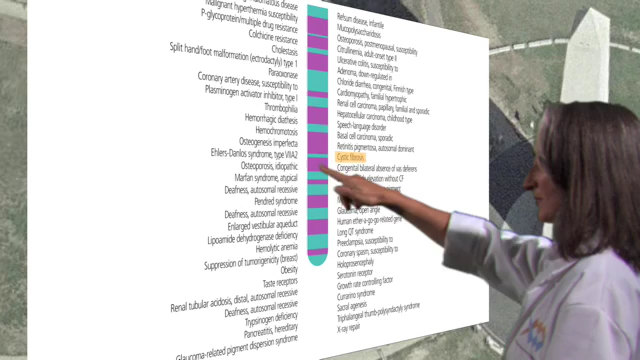 Malignant hyperthermia susceptibility
P-glycoprotein/multiple drug resistance
Colchicine resistance
Cholestasis
Split hand/foot malformation (ectrodactyly) type 1
Paraoxonase
Coronary artery disease, susceptibility to
Plasminogen activator inhibitor, type I
Thrombophilia
Hemorrhagic diathesis
Hemochromotosis
Osteogenesis imperfecta
Ehlers-Danlos syndrome, type VIIA2
Osteoporosis, idiopathic
Marfan syndrome, atypical
Deafness, autosomal recessive
Pendred syndrome
Deafness, autosomal recessive
Enlarged vestibular aqueduct
Lipoamide dehydrogenase deficiency
Hemolytic anemia
Suppression of tumorigenicity (breast)
Obesity
Taste receptors
Renal tubular acidosis, distal, autosomal recessive
Deafness, autosomal recessive
Trypsinogen deficiency
Pancreatitis, hereditary
Glaucoma-related pigment dispersion syndrome
Refsum disease, infantile
Mucopolysaccharidosis
Osteoporosis, postmenopausal, susceptibility
Citrullinemia, adult-onset type II
Ulcerative colitis, susceptibility to
Adenoma, down-regulated in
Chloride diarrhea, congenital, Finnish type
Cardiomyopathy, familial hypertrophic
Renal cell carcinoma, papillary, familial and sporadic
Hepatocellular carcinoma, childhood type
Speech-language disorder
Basal cell carcinoma, sporadic
Retinitis pigmentosa, autosomal dominant
Cystic fibrosis
Congenital bilateral absence of vas deferens
elevation without CF
Glaucoma, open angle
Human ether-a-go-go-related gene
Long QT syndrome
Preeclampsia, susceptibility to
Coronary spasm, susceptibility to
Holoprosencephaly
Serotonin receptor
Growth rate controlling factor
Currarino syndrome
Sacral agenesis
Triphalangeal thumb-polysyndactyly syndrome
X-ray repair